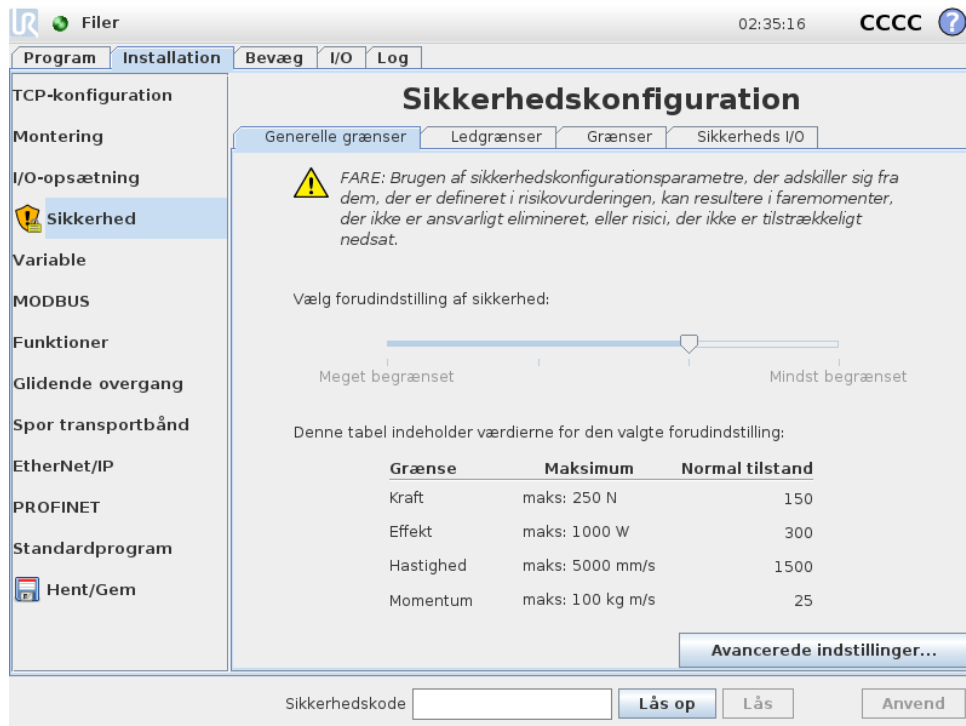 UR Filer 02:35:16 CCCC ?
Program Installation Bevæg I/O Log
TCP-konfiguration
Montering
I/O-opsætning
Sikkerhed
Variable
MODBUS
Funktioner
Glidende overgang
Spor transportbånd
EtherNet/IP
PROFINET
Standardprogram
Hent/Gem
Sikkerhedskonfiguration
Generelle grænser Ledgrænser Grænser Sikkerheds I/O
FARE: Brugen af sikkerhedskonfigurationsparametre, der adskiller sig fra
dem, der er defineret i risikovurderingen, kan resultere i faremomenter,
der ikke er ansvarligt elimineret, eller risici, der ikke er tilstrækkeligt
nedsat.
Vælg forudindstilling af sikkerhed:
Meget begrænset Mindst begrænset
Denne tabel indeholder værdierne for den valgte forudindstilling:
Grænse Maksimum Normal tilstand
Kraft maks: 250 N 150
Effekt maks: 1000 W 300
Hastighed maks: 5000 mm/s 1500
Momentum maks: 100 kg m/s 25
Avancerede indstillinger...
Sikkerhedskode Lås op Lås Anvend